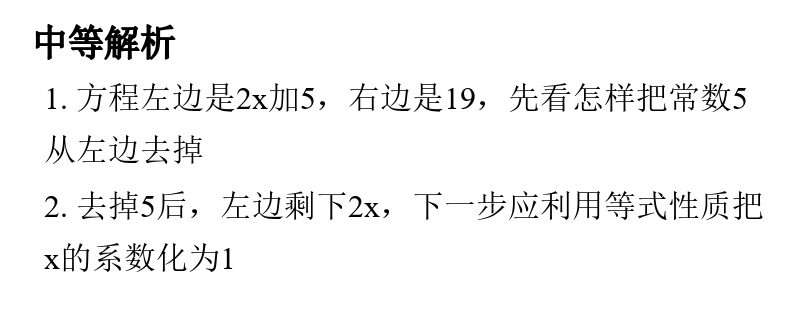 中等解析
1. 方程左边是2x加5，右边是19，先看怎样把常数5
从左边去掉
2. 去掉5后，左边剩下2x，下一步应利用等式性质把
x的系数化为1